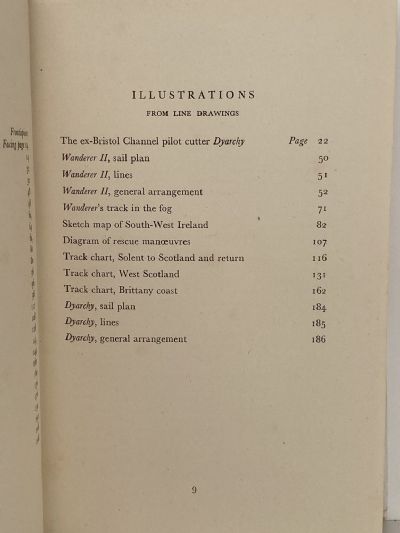 Frontispiece
Facing page 14
ILLUSTRATIONS
FROM LINE DRAWINGS
The ex-Bristol Channel pilot cutter Dyarchy Page 22
Wanderer II, sail plan 50
Wanderer II, lines 51
Wanderer II, general arrangement 52
Wanderer's track in the fog 71
Sketch map of South-West Ireland 82
Diagram of rescue manœuvres 107
Track chart, Solent to Scotland and return 116
Track chart, West Scotland 131
Track chart, Brittany coast 162
Dyarchy, sail plan 184
Dyarchy, lines 185
Dyarchy, general arrangement 186
9